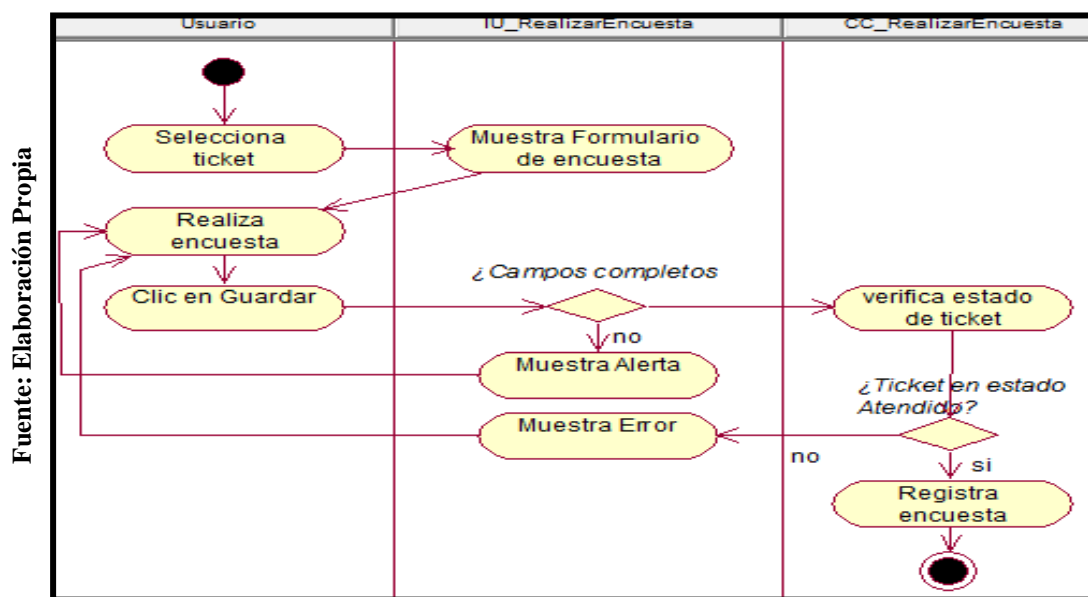 Usuario
IU_RealizarEncuesta
CC_RealizarEncuesta
Selecciona
ticket
Muestra Formulario
de encuesta
Realiza
encuesta
Clic en Guardar
¿Campos completos
verifica estado
de ticket
no
Muestra Alerta
¿Ticket en estado
Atendido?
Muestra Error
no
si
Registra
encuesta
Fuente: Elaboración Propia